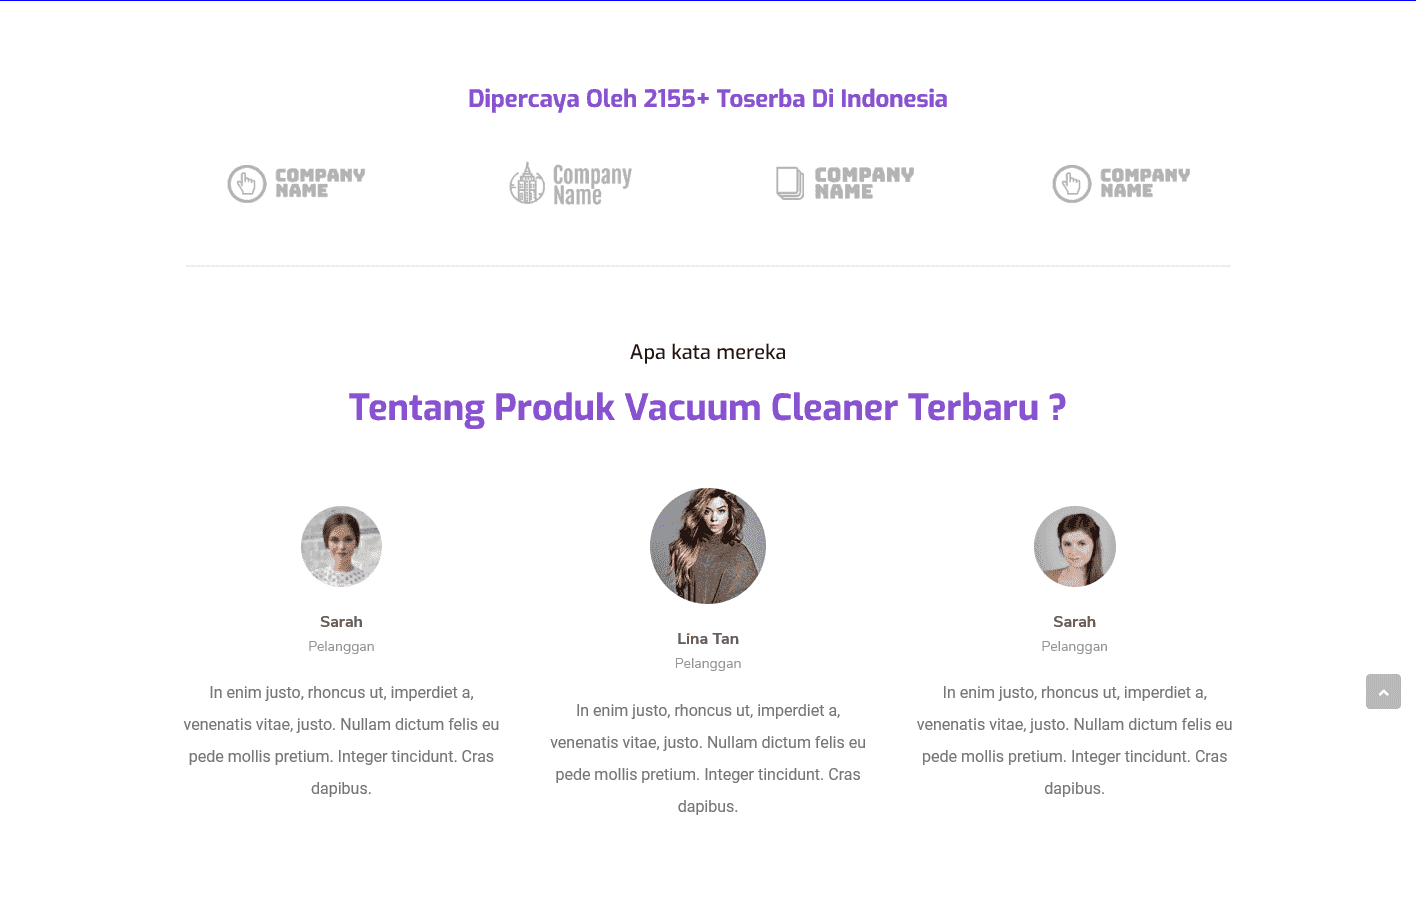 Dipercaya Oleh 2155+ Toserba Di Indonesia
COMPANY
NAME
Company
Name
COMPANY
NAME
COMPANY
NAME
Apa kata mereka
Tentang Produk Vacuum Cleaner Terbaru ?
Sarah
Pelanggan
In enim justo, rhoncus ut, imperdiet a,
venenatis vitae, justo. Nullam dictum felis eu
pede mollis pretium. Integer tincidunt. Cras
dapibus.
Lina Tan
Pelanggan
In enim justo, rhoncus ut, imperdiet a,
venenatis vitae, justo. Nullam dictum felis eu
pede mollis pretium. Integer tincidunt. Cras
dapibus.
Sarah
Pelanggan
In enim justo, rhoncus ut, imperdiet a,
venenatis vitae, justo. Nullam dictum felis eu
pede mollis pretium. Integer tincidunt. Cras
dapibus.